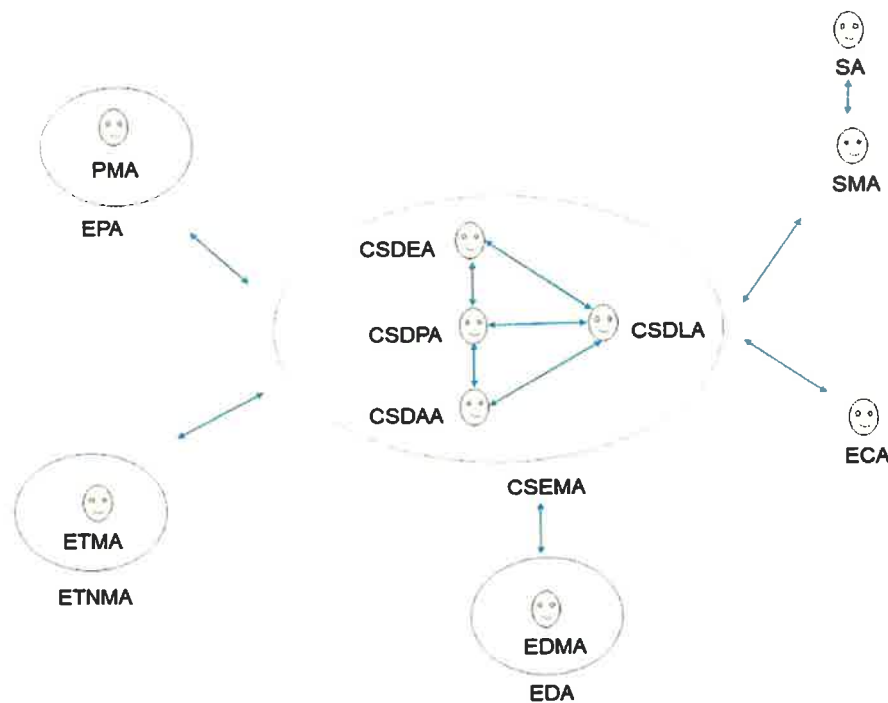 SA
SMA
PMA
EPA
CSDEA
CSDPA
CSDLA
CSDAA
ECA
CSEMA
ETMA
ETNMA
EDMA
EDA